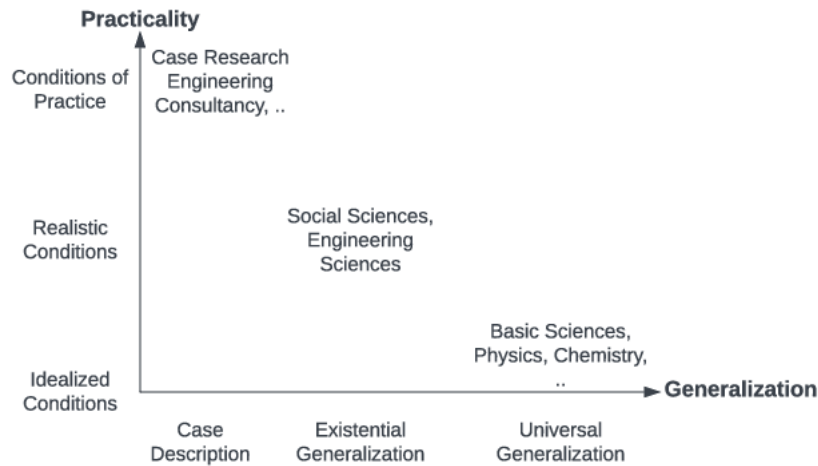 Practicality
Conditions of
Practice
Case Research
Engineering
Consultancy, ..
Realistic
Conditions
Social Sciences,
Engineering
Sciences
Basic Sciences,
Physics, Chemistry,
..
Idealized
Conditions
Generalization
Case
Description
Existential
Generalization
Universal
Generalization